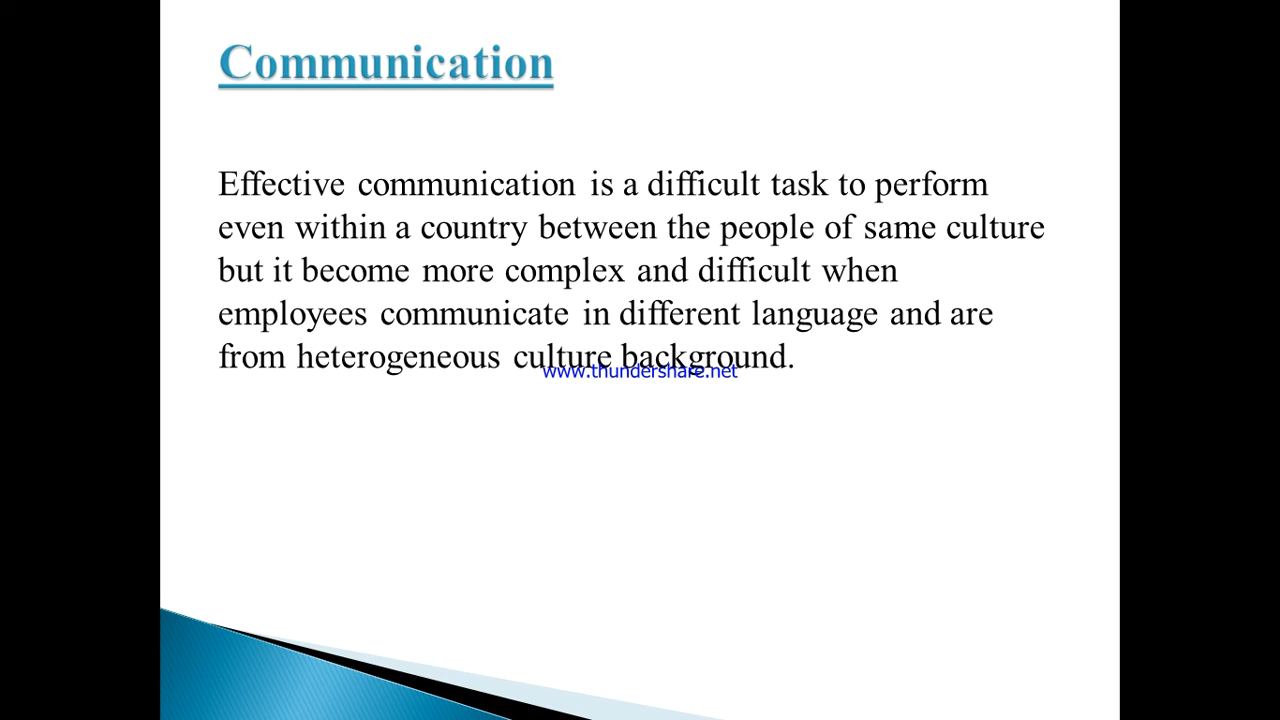 Communication
Effective communication is a difficult task to perform
even within a country between the people of same culture
but it become more complex and difficult when
employees communicate in different language and are
from heterogeneous culture background.
www.thundershare.net